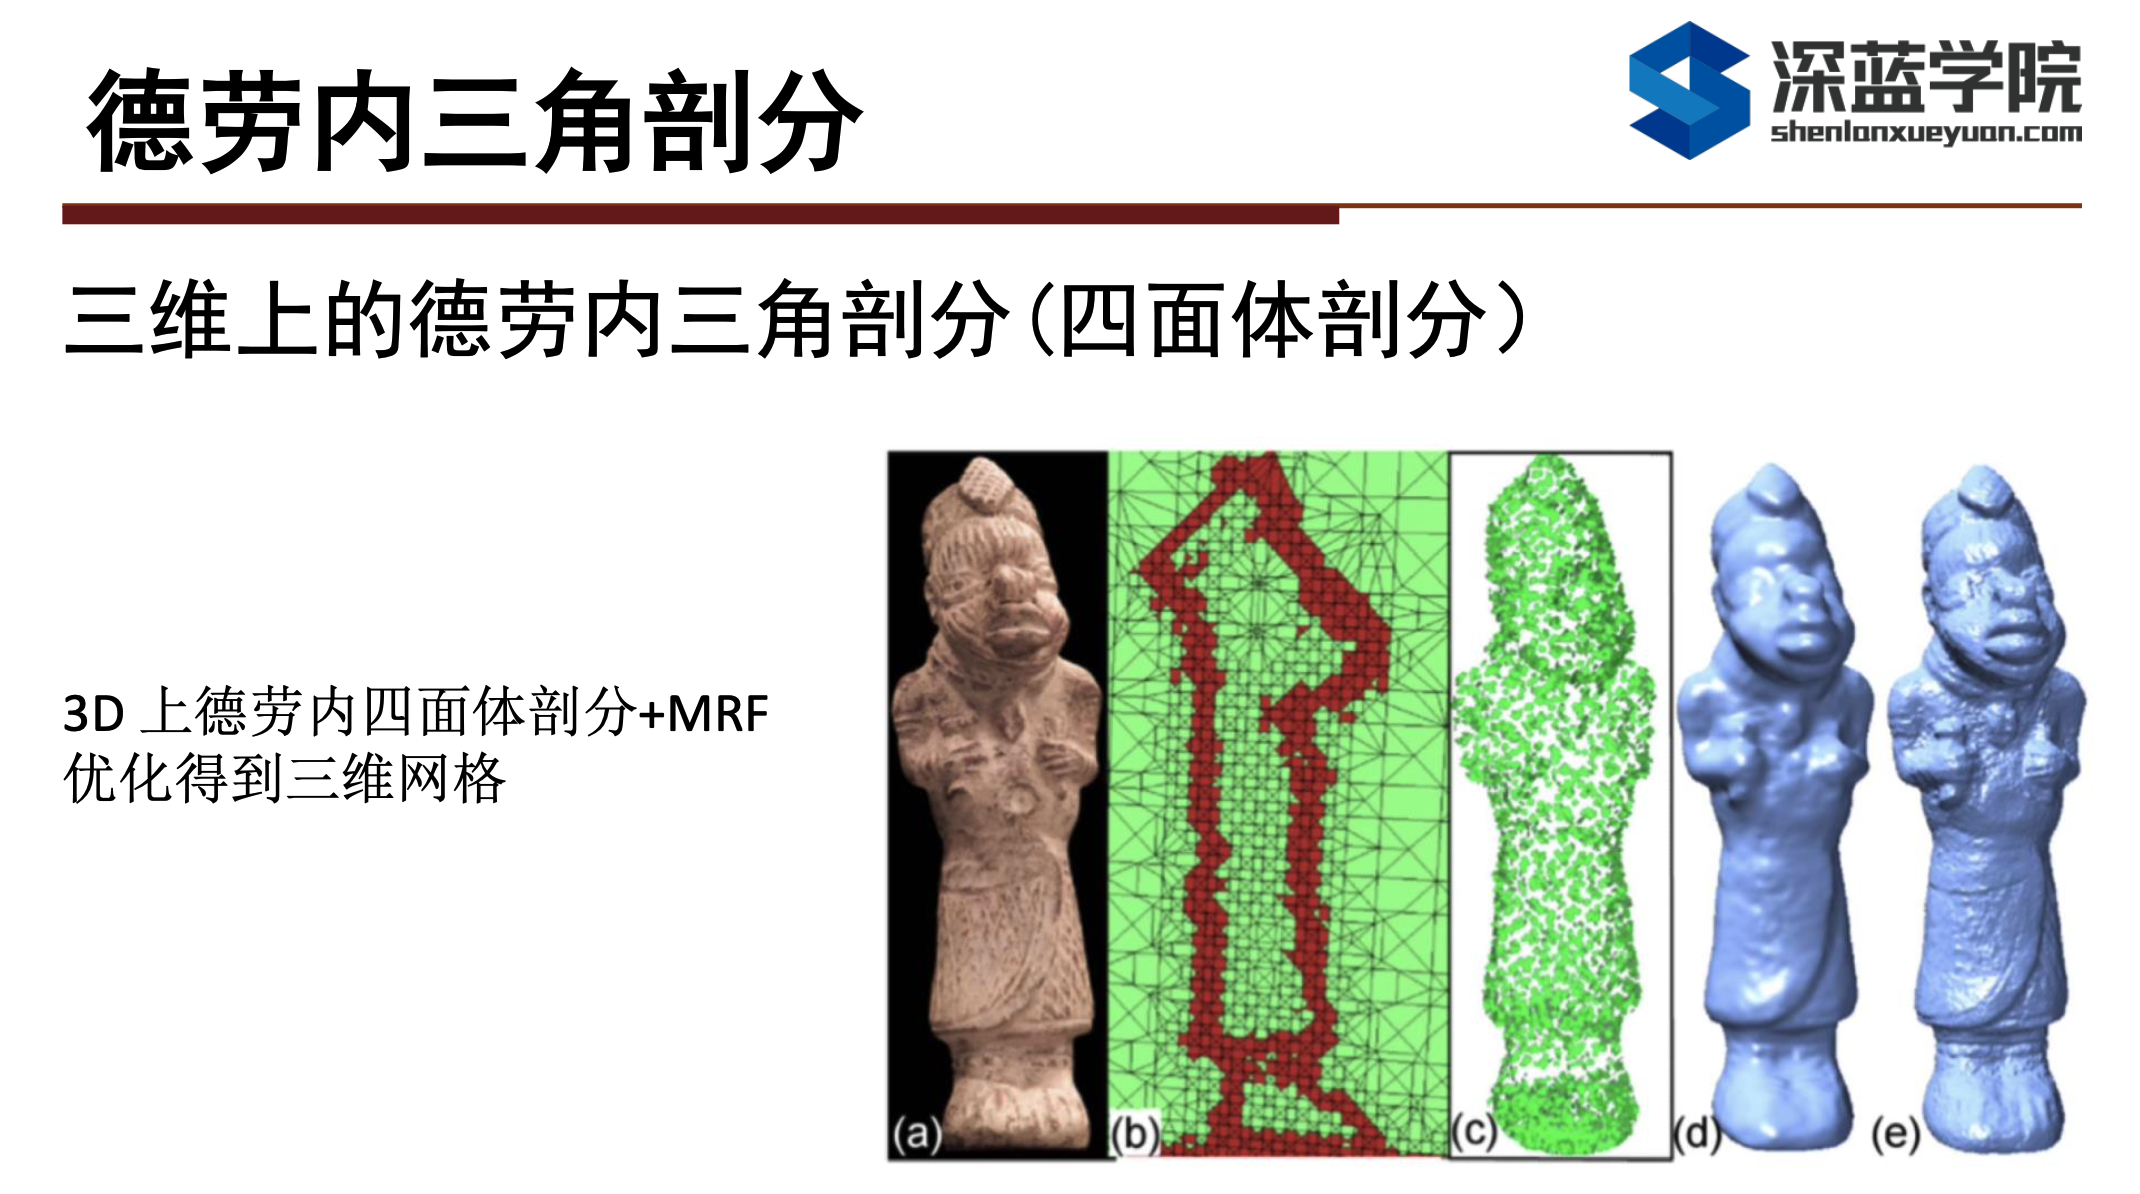 德劳内三角剖分
深蓝学院
shenlanxueyuan.com
三维上的德劳内三角剖分(四面体剖分）
3D 上德劳内四面体剖分+MRF
优化得到三维网格
(a)
(b)
(c)
(d)
(e)